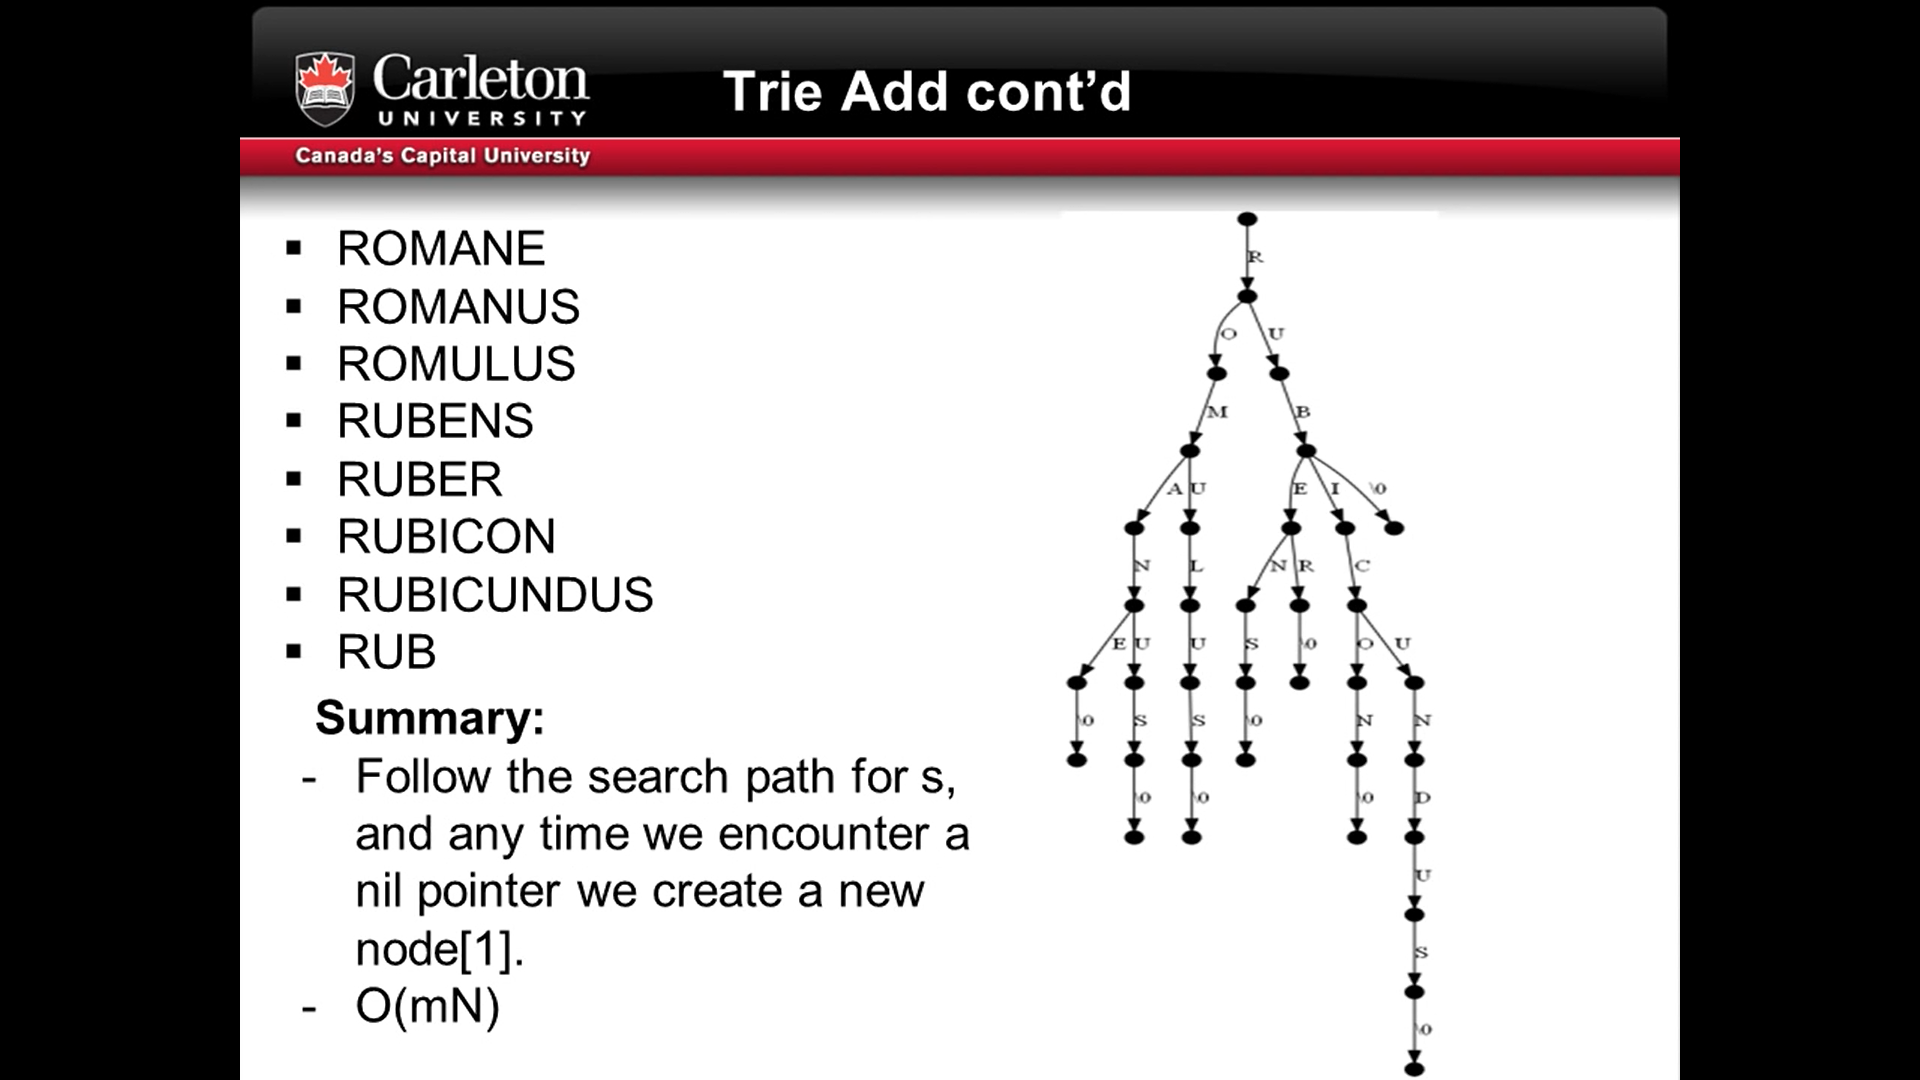 Carleton
UNIVERSITY
Canada's Capital University
Trie Add cont’d
▪ ROMANE
▪ ROMANUS
▪ ROMULUS
▪ RUBENS
▪ RUBER
▪ RUBICON
▪ RUBICUNDUS
▪ RUB
Summary:
- Follow the search path for s,
and any time we encounter a
nil pointer we create a new
node[1].
- O(mN)
R
O U
M B
A U E I \0
N L N R C
E U U S \0 O U
\0 S S \0 N N
\0 \0 \0 D
U
S
\0